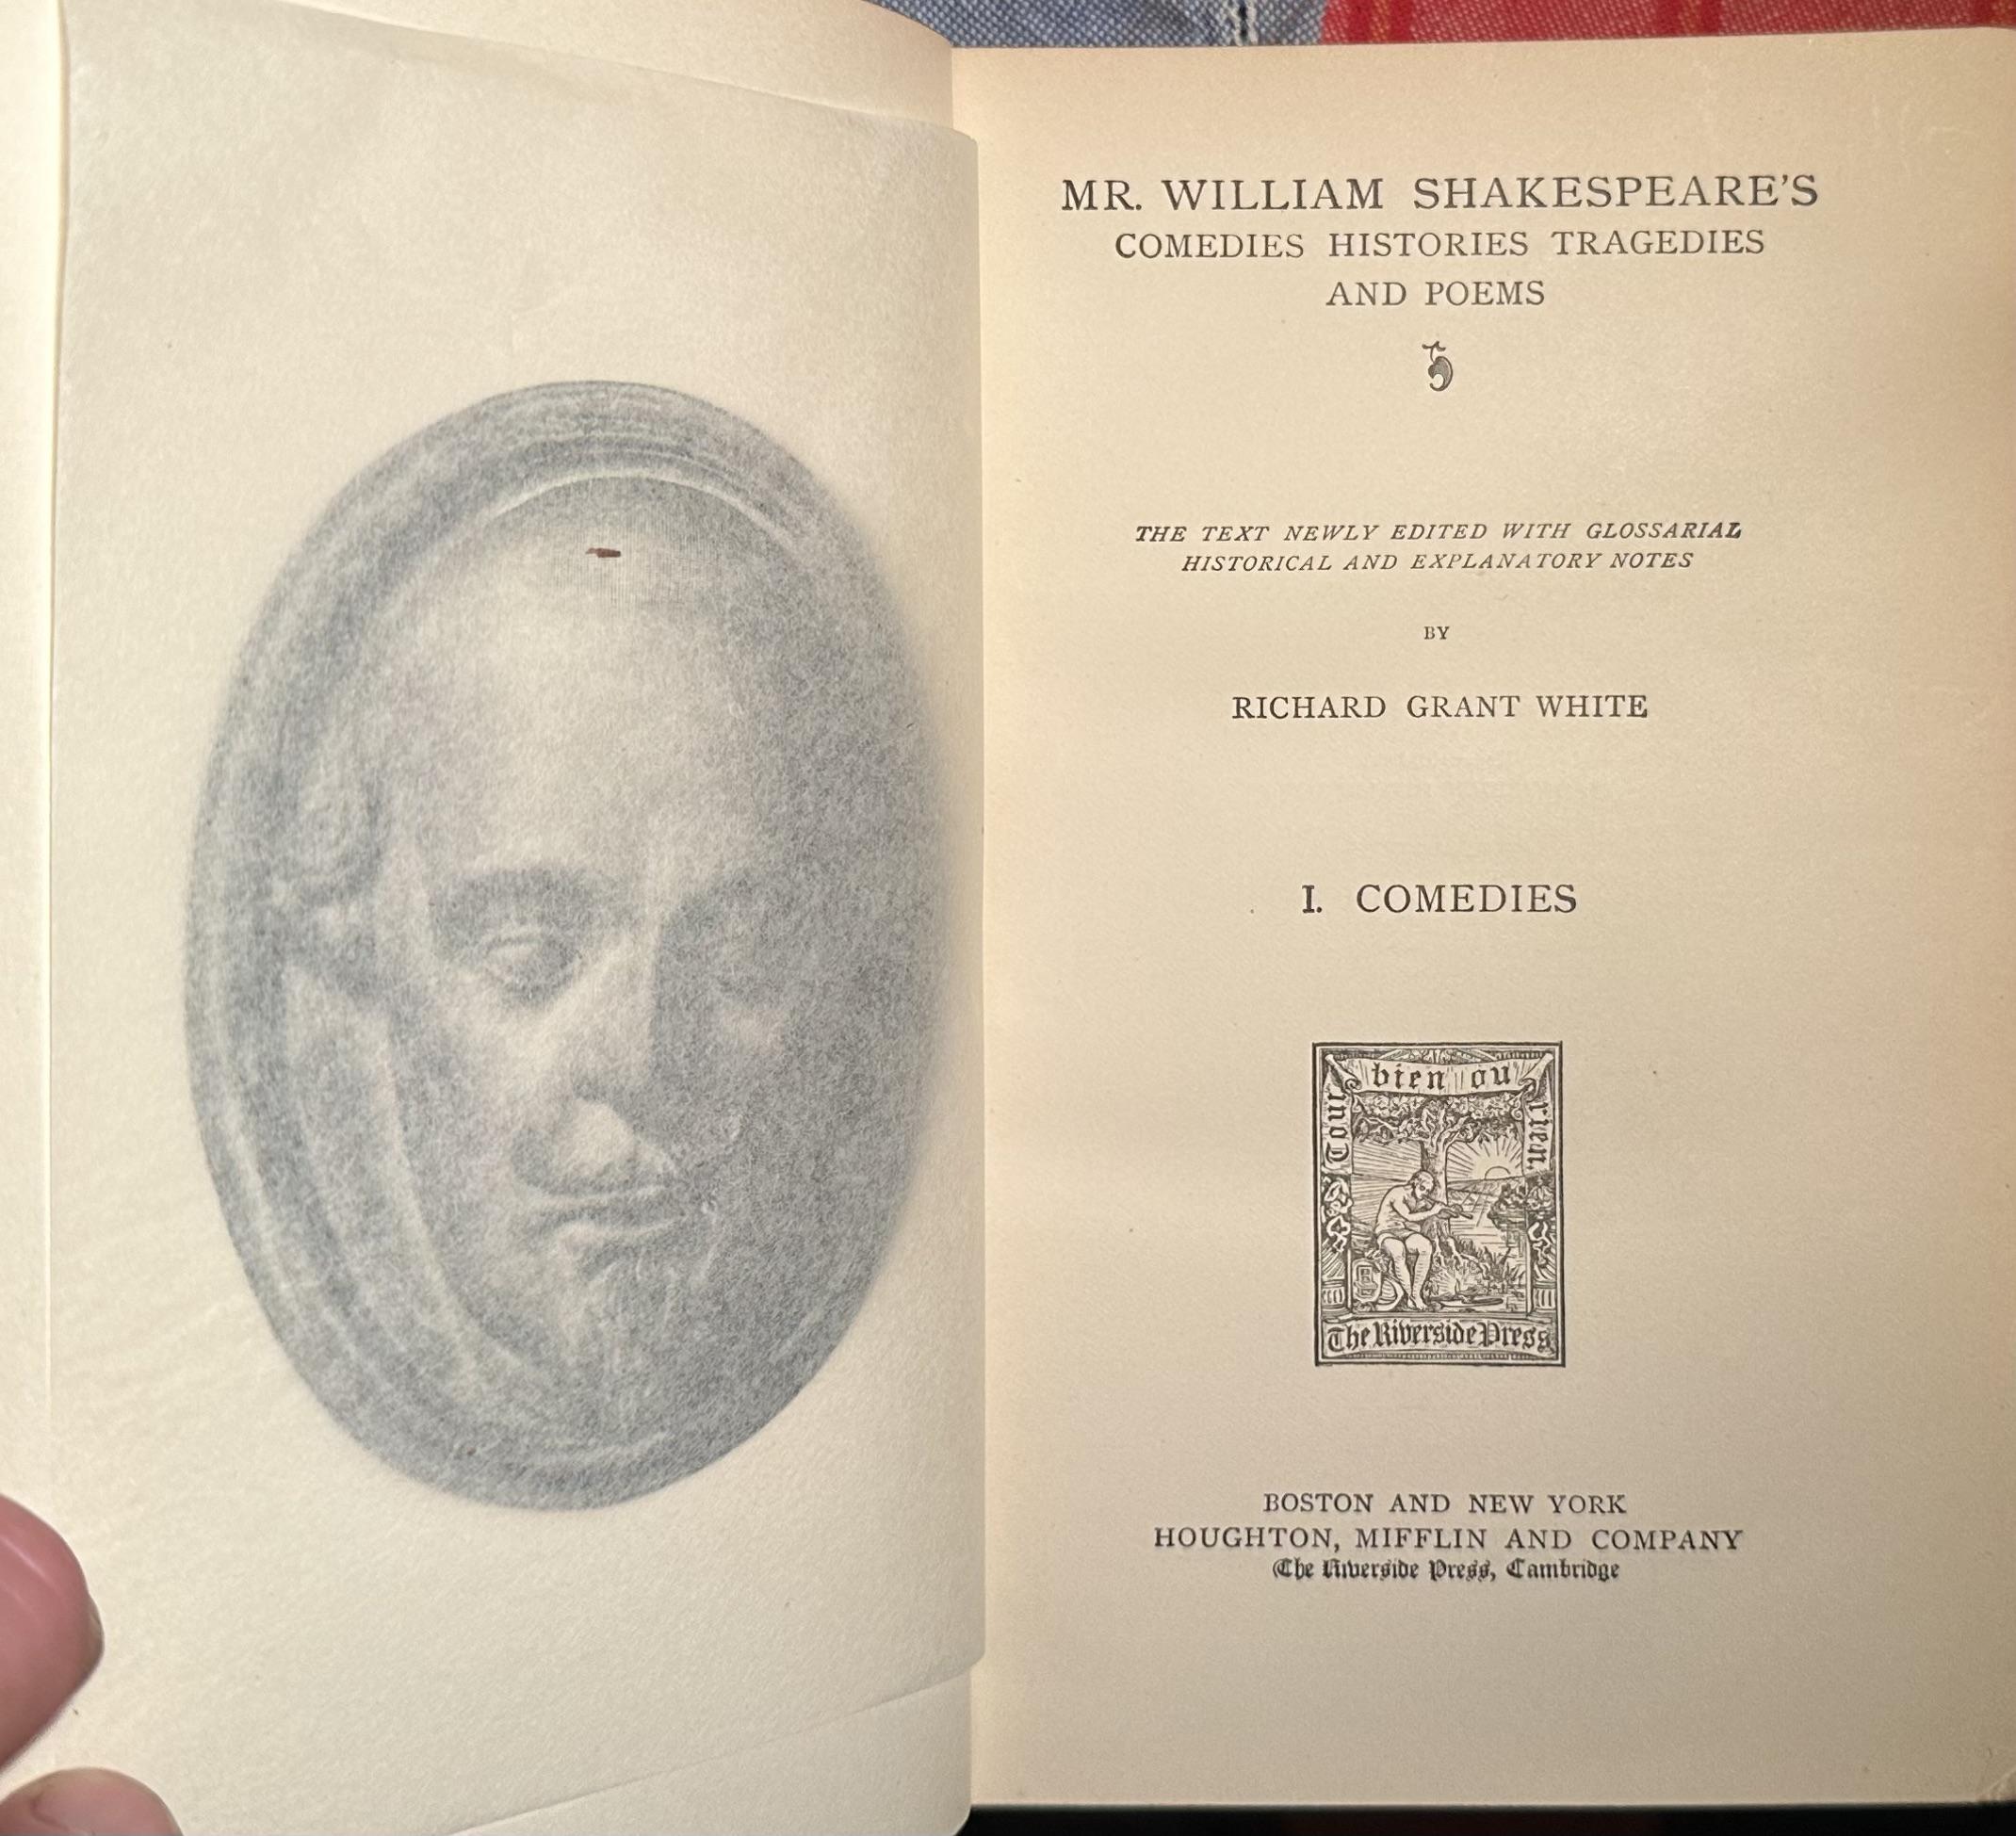 MR. WILLIAM SHAKESPEARE'S
COMEDIES HISTORIES TRAGEDIES
AND POEMS
THE TEXT NEWLY EDITED WITH GLOSSARIAL
HISTORICAL AND EXPLANATORY NOTES
BY
RICHARD GRANT WHITE
I. COMEDIES
Tout
bien ou
rien.
The Riverside Press
BOSTON AND NEW YORK
HOUGHTON, MIFFLIN AND COMPANY
The Riverside Press, Cambridge